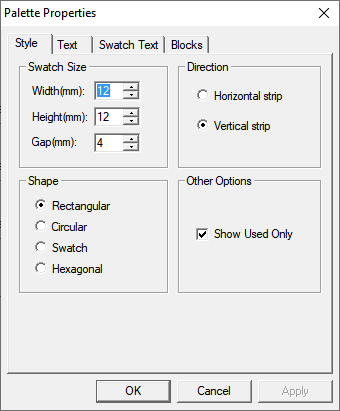 Palette Properties
Style Text Swatch Text Blocks
Swatch Size
Width(mm): 12
Height(mm): 12
Gap(mm): 4
Direction
Horizontal strip
Vertical strip
Shape
Rectangular
Circular
Swatch
Hexagonal
Other Options
Show Used Only
OK Cancel Apply